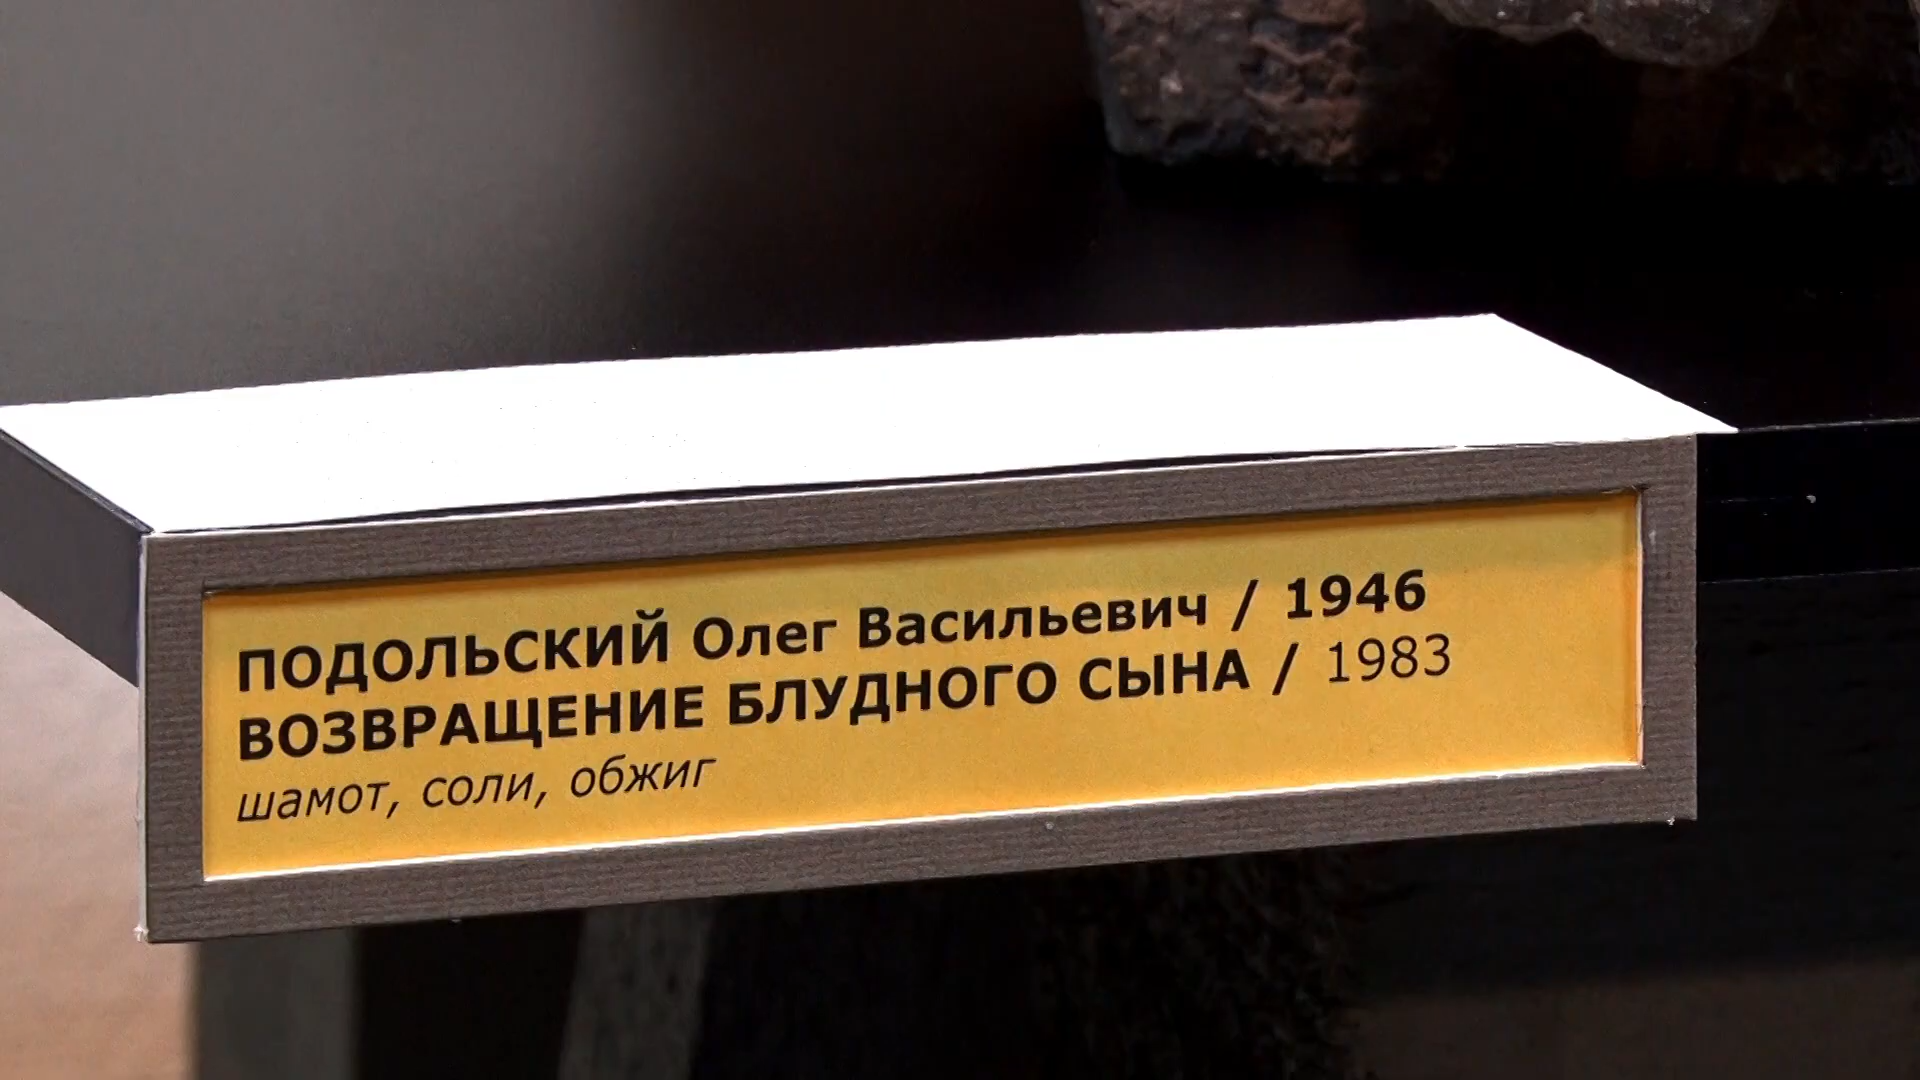 ПОДОЛЬСКИЙ Олег Васильевич / 1946
ВОЗВРАЩЕНИЕ БЛУДНОГО СЫНА / 1983
шамот, соли, обжиг